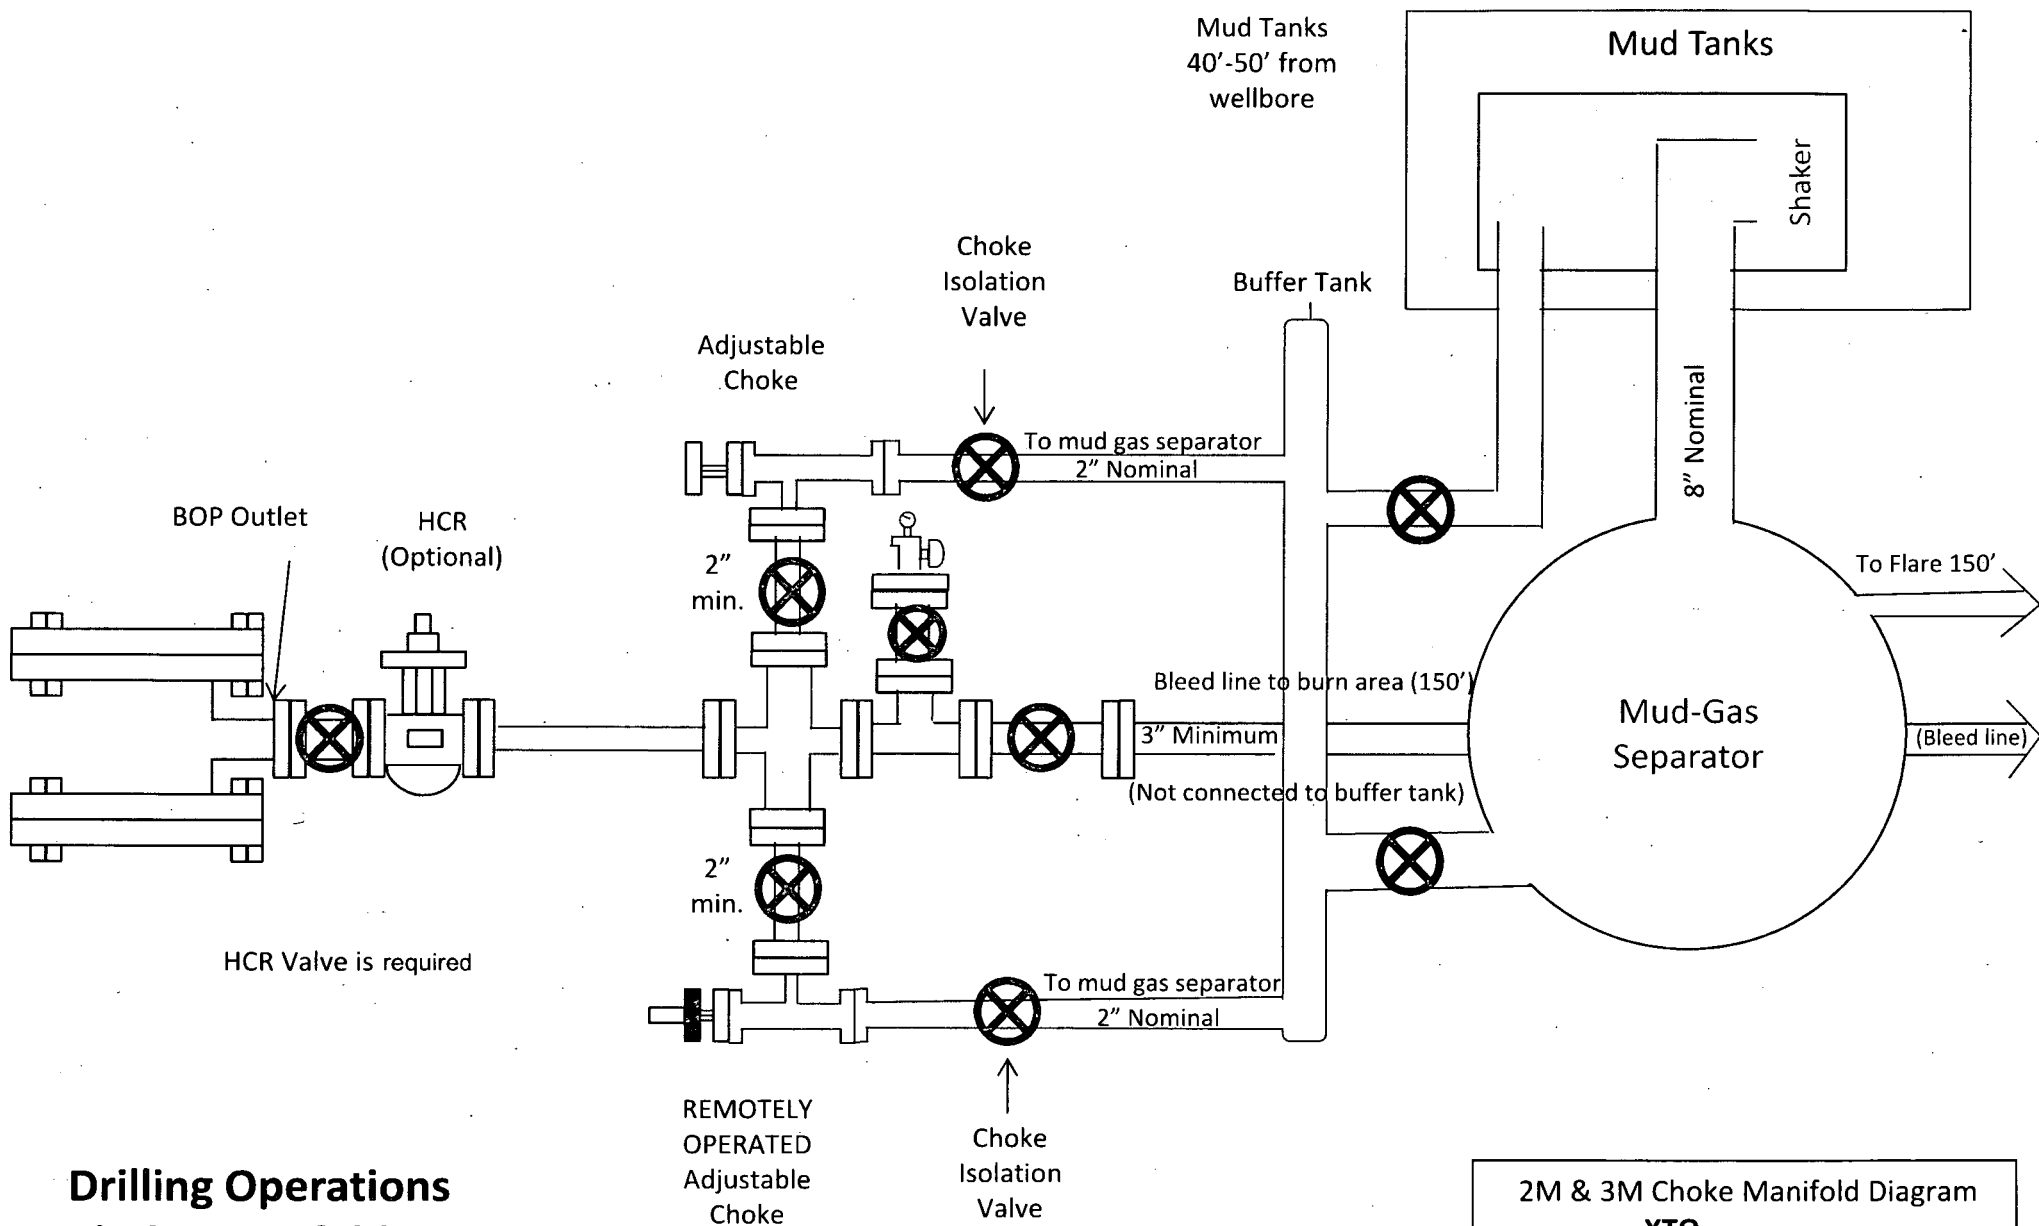 Mud Tanks
40’-50’ from
wellbore
Mud Tanks
Shaker
Choke
Isolation
Valve
Buffer Tank
Adjustable
Choke
To mud gas separator
2” Nominal
8” Nominal
BOP Outlet
HCR
(Optional)
2”
min.
To Flare 150’
Bleed line to burn area (150’)
3” Minimum
(Not connected to buffer tank)
Mud-Gas
Separator
(Bleed line)
2”
min.
HCR Valve is required
To mud gas separator
2” Nominal
REMOTELY
OPERATED
Adjustable
Choke
Choke
Isolation
Valve
Drilling Operations
2M & 3M Choke Manifold Diagram
XTO